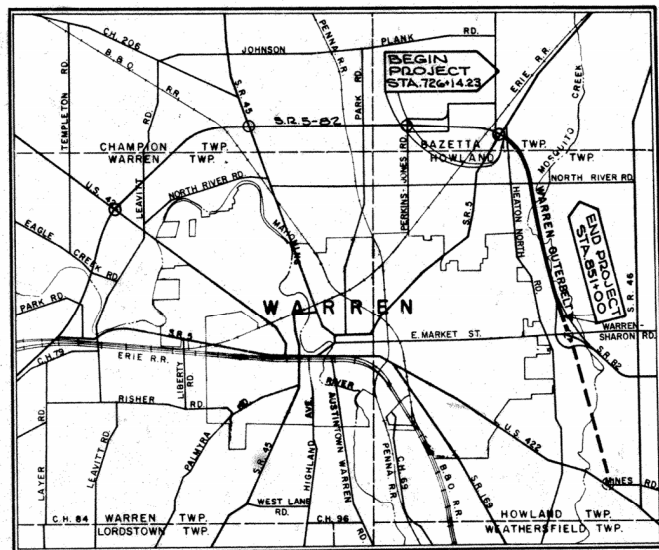 C.H. 206
B.&O. R.R.
JOHNSON PLANK RD.
PENNA R.R.
PARK RD.
BEGIN
PROJECT
STA. 726+14.23
ERIE R.R.
CREEK
MOSQUITO
TEMPLETON RD.
S.R. 45
S.R. 5-82
CHAMPION TWP.
WARREN TWP.
BAZETTA TWP.
HOWLAND TWP.
LEAVITT RD.
NORTH RIVER RD.
NORTH RIVER RD.
U.S. 422
PERKINS-JONES RD.
S.R. 5
HEATON NORTH RD.
WARREN OUTERBELT
END PROJECT
STA. 851+00
S.R. 46
EAGLE
CREEK RD.
MAHONING
PARK RD.
WARREN
S.R. 5
E. MARKET ST.
WARREN-
SHARON RD.
S.R. 82
C.H. 79
ERIE R.R.
LIBERTY RD.
RISHER RD.
RIVER
PALMYRA RD.
S.R. 45
HIGHLAND AVE.
AUSTINTOWN WARREN RD.
PENNA R.R.
C.H. 69
B.&O. R.R.
S.R. 169
U.S. 422
MINES RD.
LAYER RD.
LEAVITT RD.
WEST LANE
RD.
C.H. 84
WARREN TWP.
LORDSTOWN TWP.
C.H. 96
HOWLAND TWP.
WEATHERSFIELD TWP.